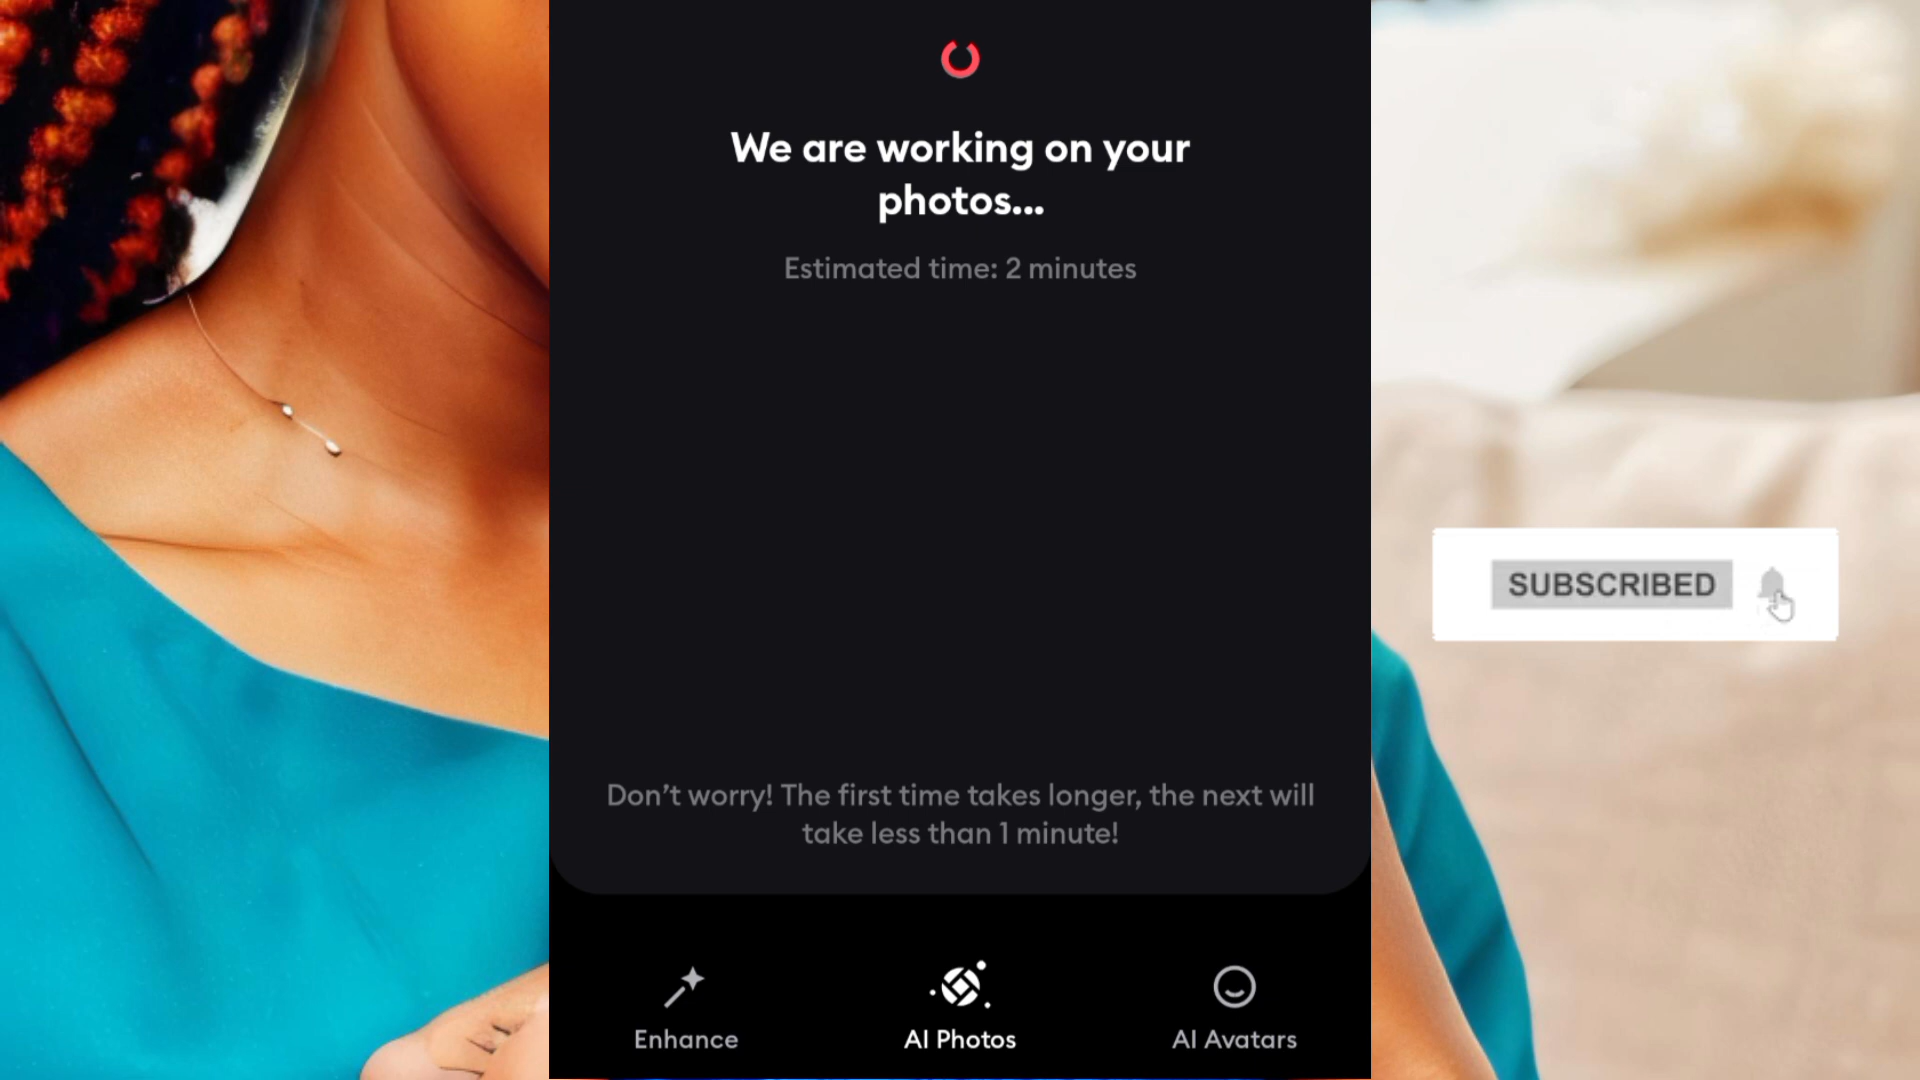 We are working on your
photos...
Estimated time: 2 minutes
SUBSCRIBED
Don’t worry! The first time takes longer, the next will
take less than 1 minute!
Enhance
AI Photos
AI Avatars